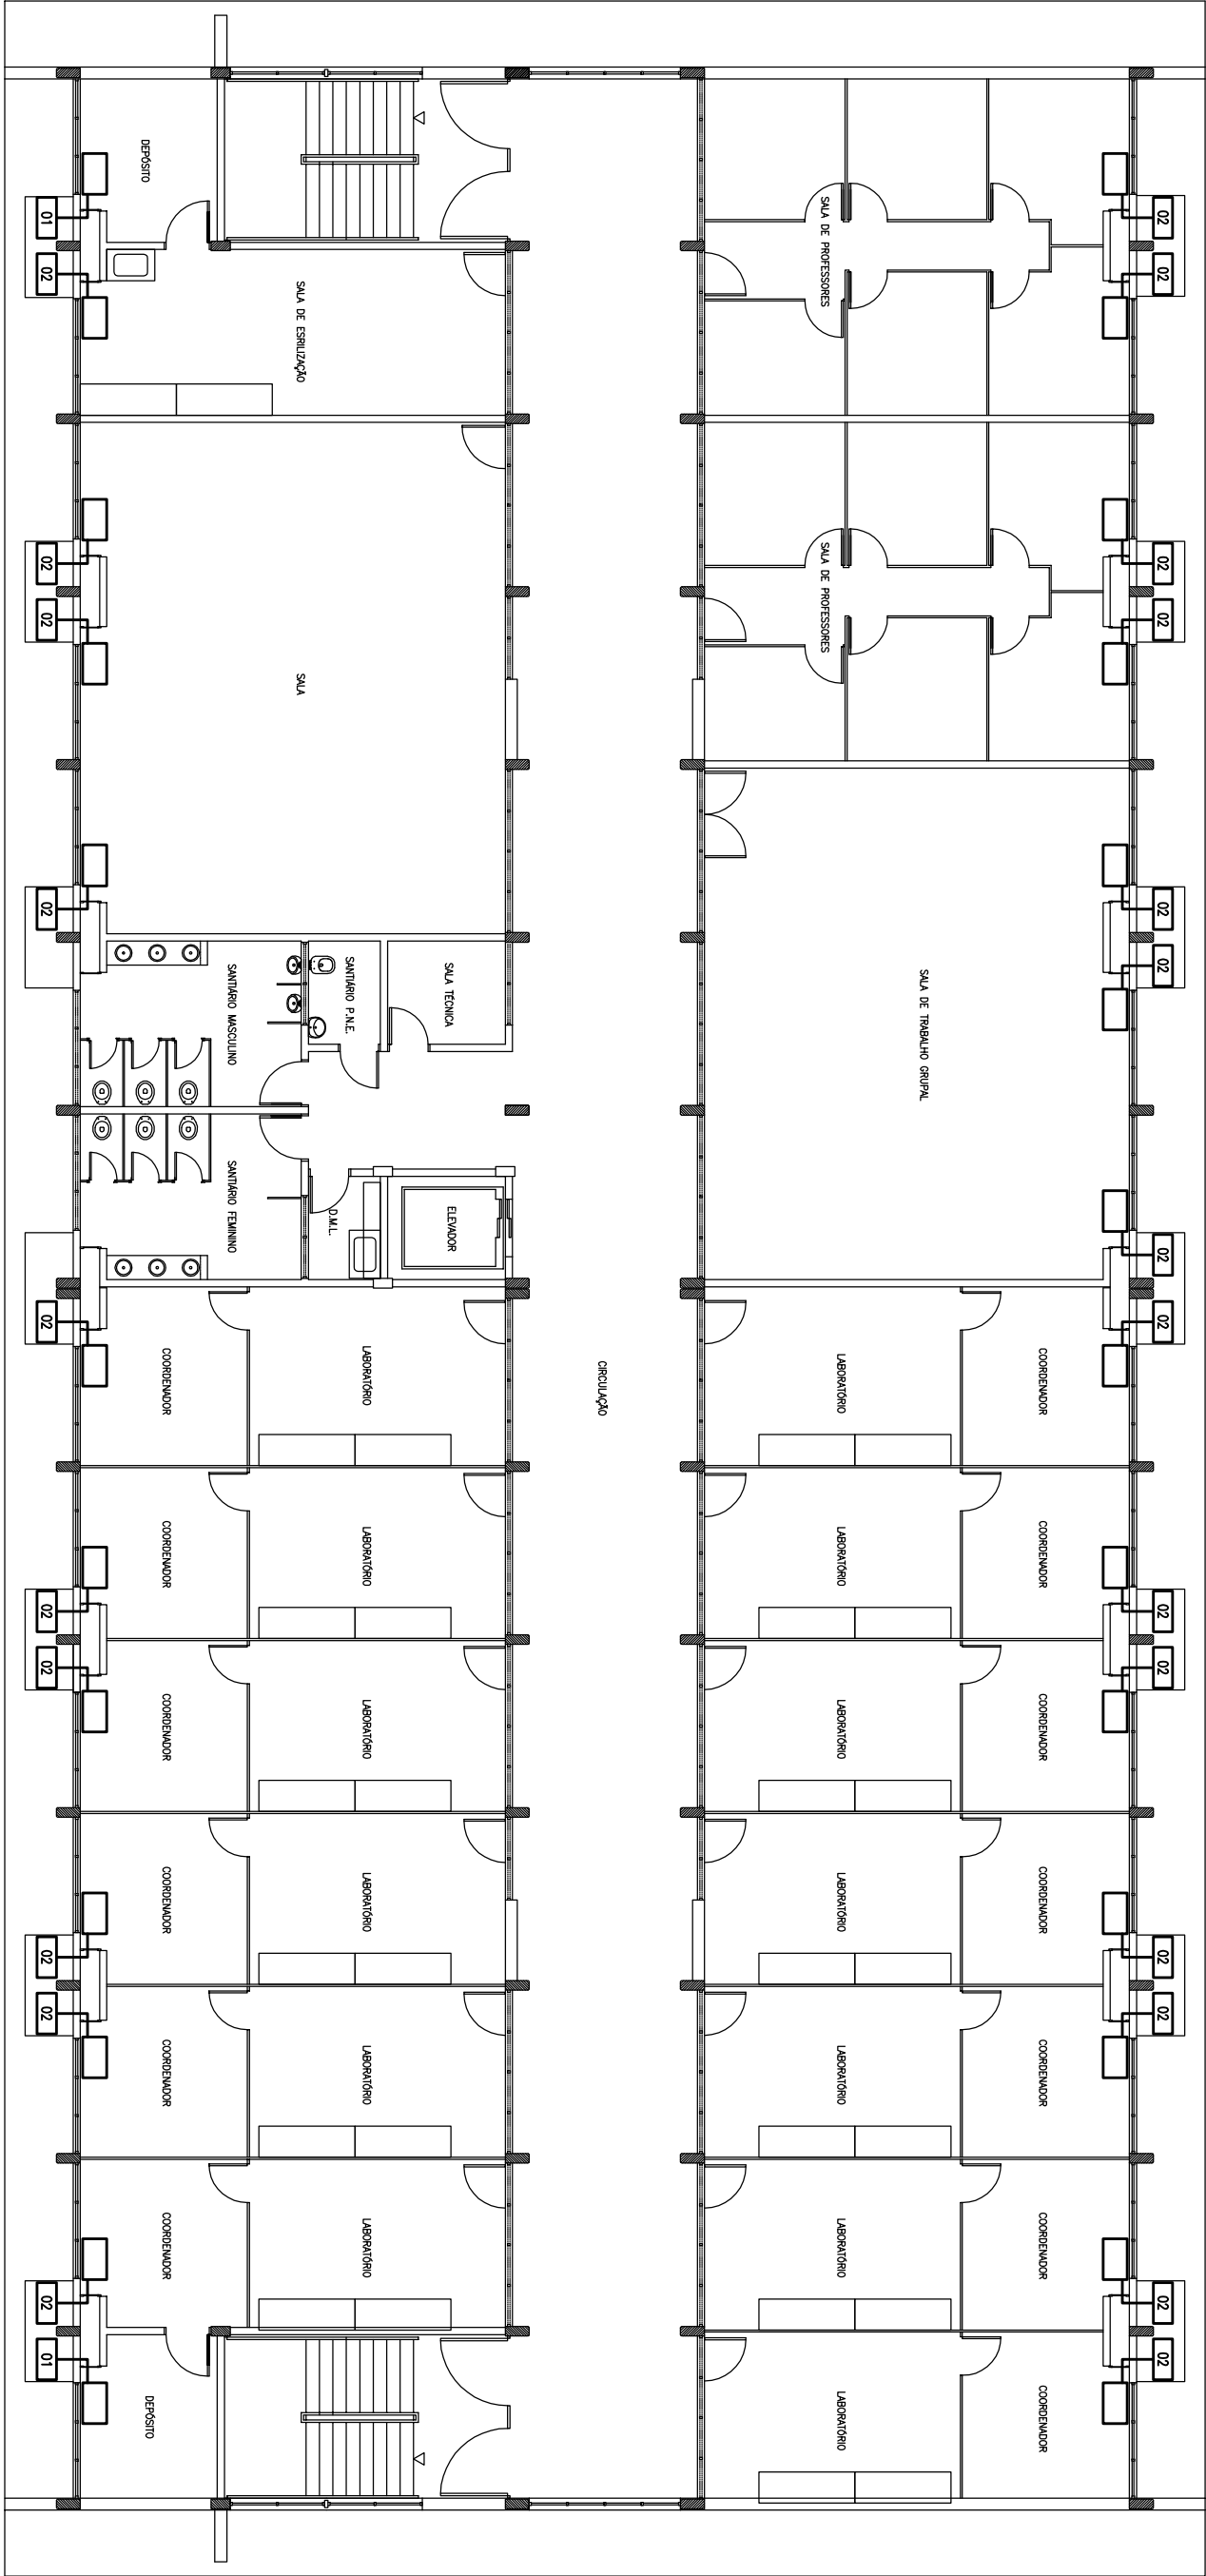 02
02
02
02
02
02
02
02
02
02
02
02
02
02
COORDENADOR
COORDENADOR
COORDENADOR
COORDENADOR
COORDENADOR
COORDENADOR
COORDENADOR
SALA DE TRABALHO GRUPAL
SALA DE PROFESSORES
SALA DE PROFESSORES
LABORATÓRIO
LABORATÓRIO
LABORATÓRIO
LABORATÓRIO
LABORATÓRIO
LABORATÓRIO
LABORATÓRIO
CIRCULAÇÃO
SALA TÉCNICA
ELEVADOR
LABORATÓRIO
LABORATÓRIO
LABORATÓRIO
LABORATÓRIO
LABORATÓRIO
LABORATÓRIO
SANTIÁRIO P.N.E.
D.M.L.
SALA DE ESRILIZAÇÃO
SALA
SANTIÁRIO MASCULINO
SANTIÁRIO FEMININO
COORDENADOR
COORDENADOR
COORDENADOR
COORDENADOR
COORDENADOR
COORDENADOR
DEPÓSITO
DEPÓSITO
01
02
02
02
02
02
02
02
02
02
02
01